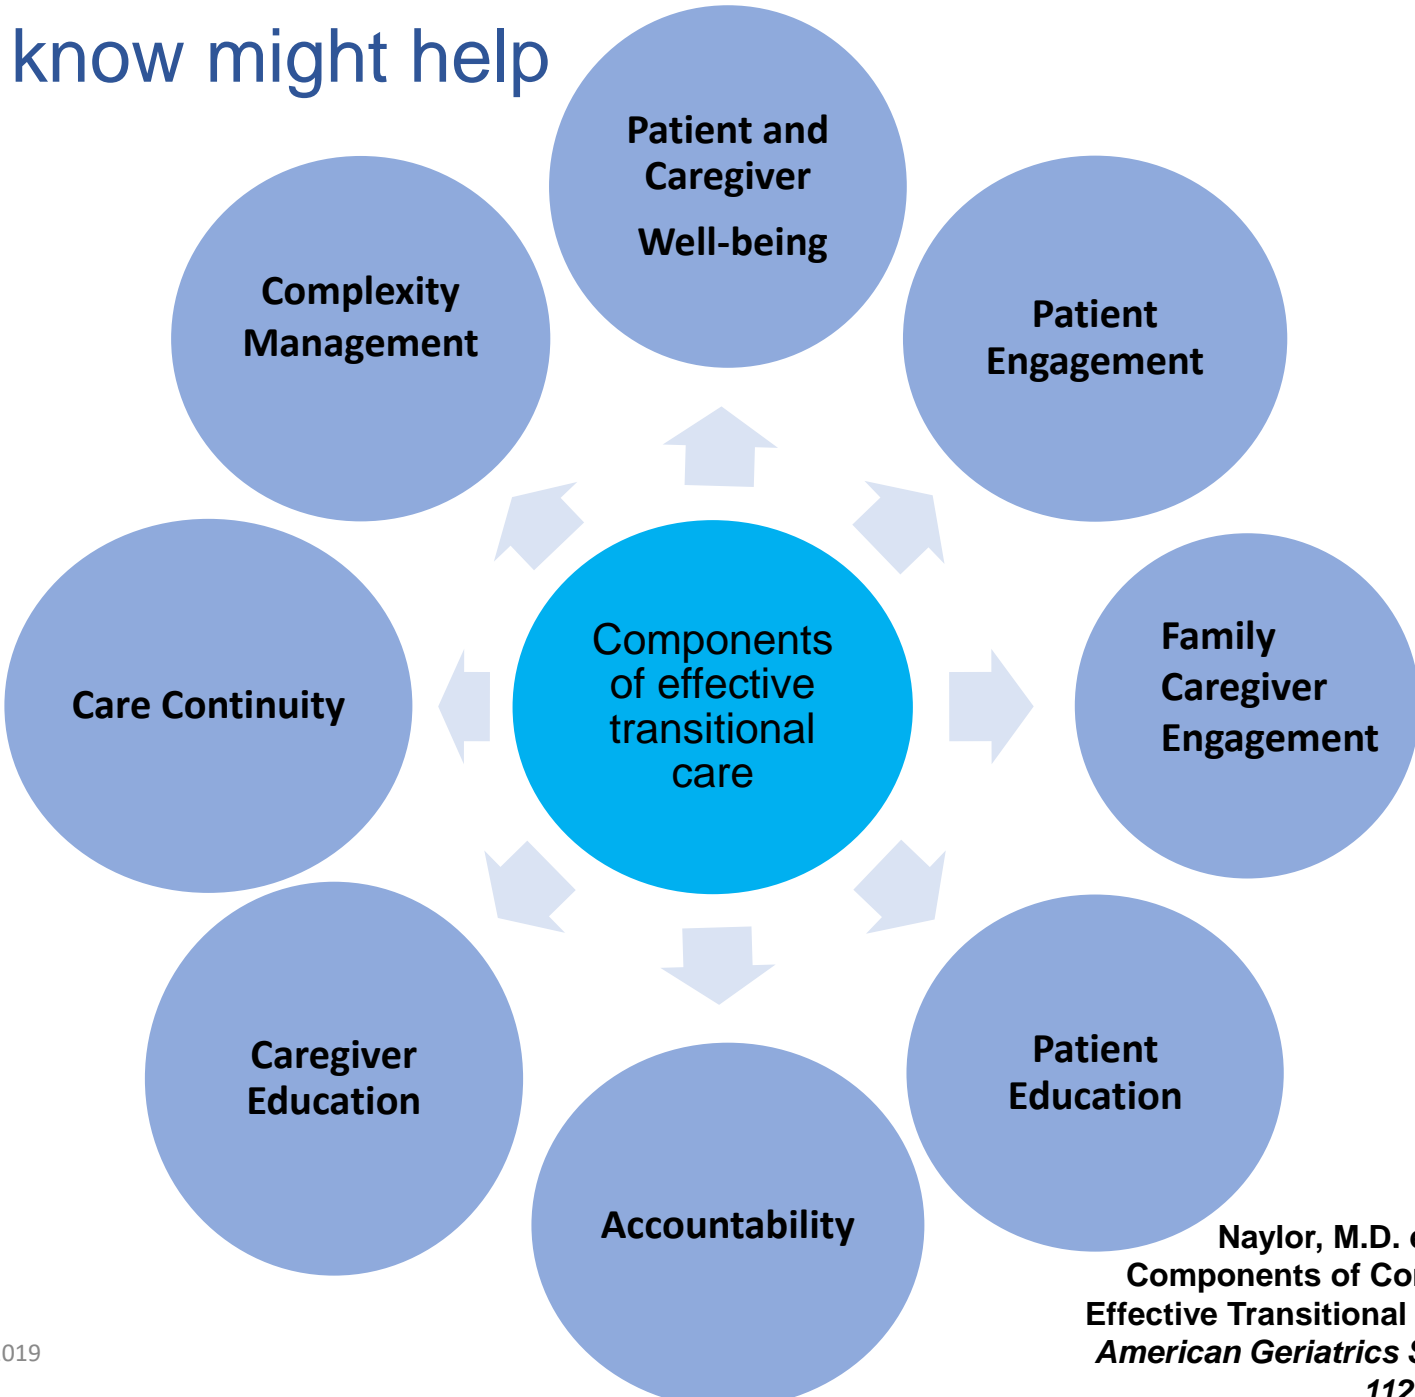 know might help
Patient and
Caregiver
Well-being
Complexity
Management
Patient
Engagement
Components
of effective
transitional
care
Family
Caregiver
Engagement
Care Continuity
Caregiver
Education
Patient
Education
Accountability
Naylor, M.D.
Components of
Effective Transitional
American Geriatrics
112
019